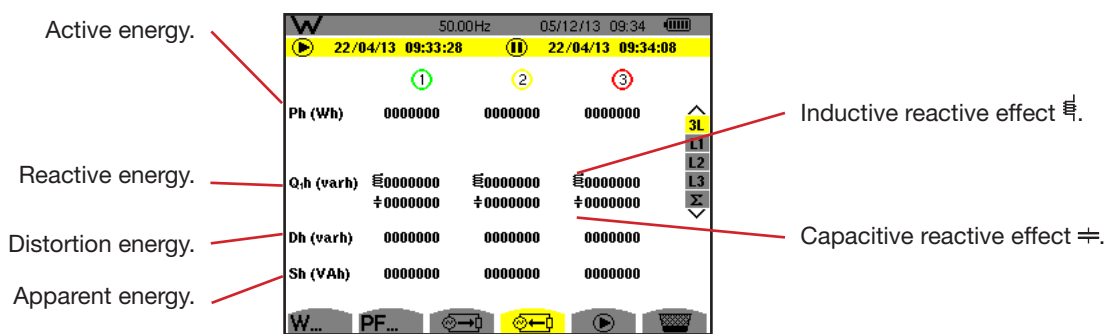 W 50.00Hz 05/12/13 09:34
22/04/13 09:33:28 22/04/13 09:34:08
1 2 3
Active energy.
Ph (Wh) 0000000 0000000 0000000
Inductive reactive effect.
3L
L1
L2
L3
Σ
Reactive energy.
Q₁h (varh) 0000000 0000000 0000000
0000000 0000000 0000000
Capacitive reactive effect.
Distortion energy.
Dh (varh) 0000000 0000000 0000000
Apparent energy.
Sh (VAh) 0000000 0000000 0000000
W... PF...